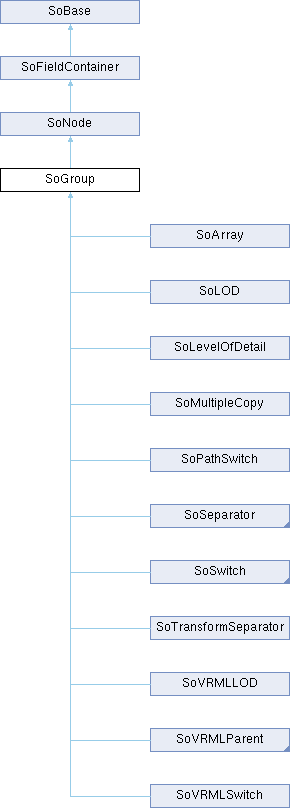 SoBase
SoFieldContainer
SoNode
SoGroup
SoArray
SoLOD
SoLevelOfDetail
SoMultipleCopy
SoPathSwitch
SoSeparator
SoSwitch
SoTransformSeparator
SoVRMLLOD
SoVRMLParent
SoVRMLSwitch